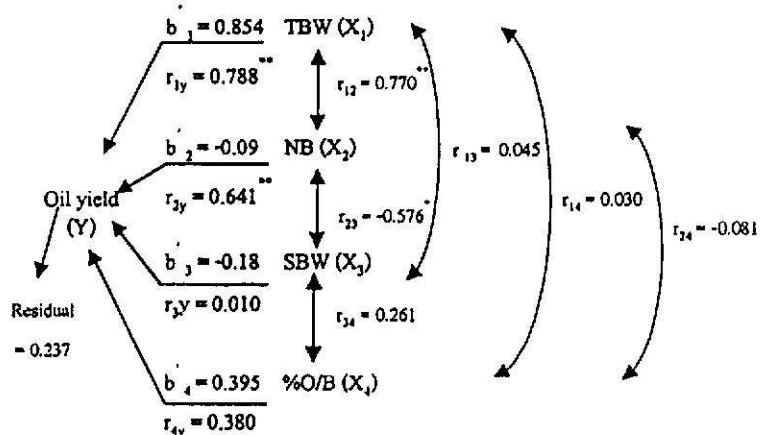 b'₁ = 0.854 TBW (X₁)
r₁y = 0.788** r₁₂ = 0.770**
b'₂ = -0.09 NB (X₂) r₁₃ = 0.045
Oil yield r₂y = 0.641** r₁₄ = 0.030
(Y) r₂₃ = -0.576* r₂₄ = -0.081
b'₃ = -0.18 SBW (X₃)
Residual r₃y = 0.010 r₃₄ = 0.261
= 0.237
b'₄ = 0.395 %O/B (X₄)
r₄y = 0.380